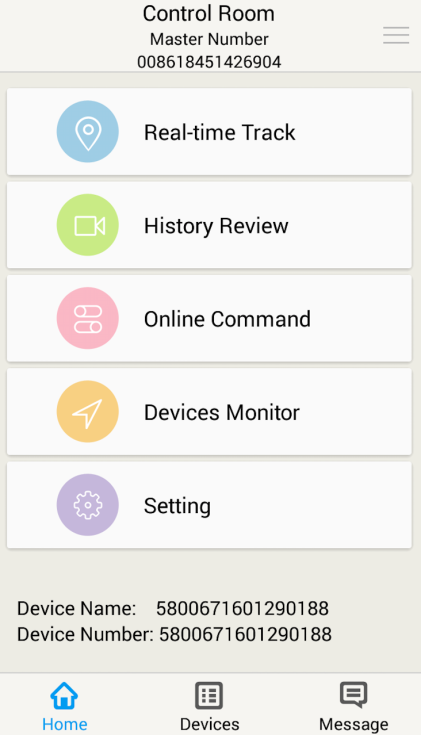 Control Room
Master Number
008618451426904
Real-time Track
History Review
Online Command
Devices Monitor
Setting
Device Name: 5800671601290188
Device Number: 5800671601290188
Home Devices Message